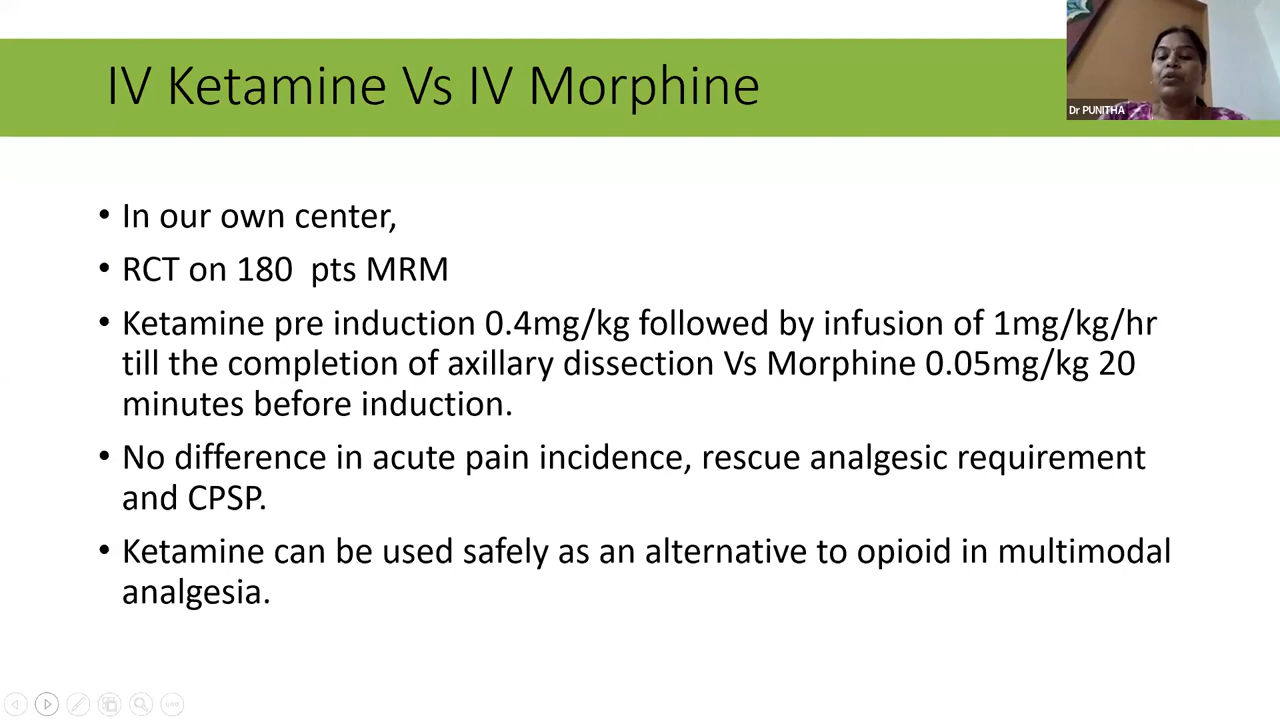 IV Ketamine Vs IV Morphine
Dr PUNITHA
• In our own center,
• RCT on 180 pts MRM
• Ketamine pre induction 0.4mg/kg followed by infusion of 1mg/kg/hr
till the completion of axillary dissection Vs Morphine 0.05mg/kg 20
minutes before induction.
• No difference in acute pain incidence, rescue analgesic requirement
and CPSP.
• Ketamine can be used safely as an alternative to opioid in multimodal
analgesia.